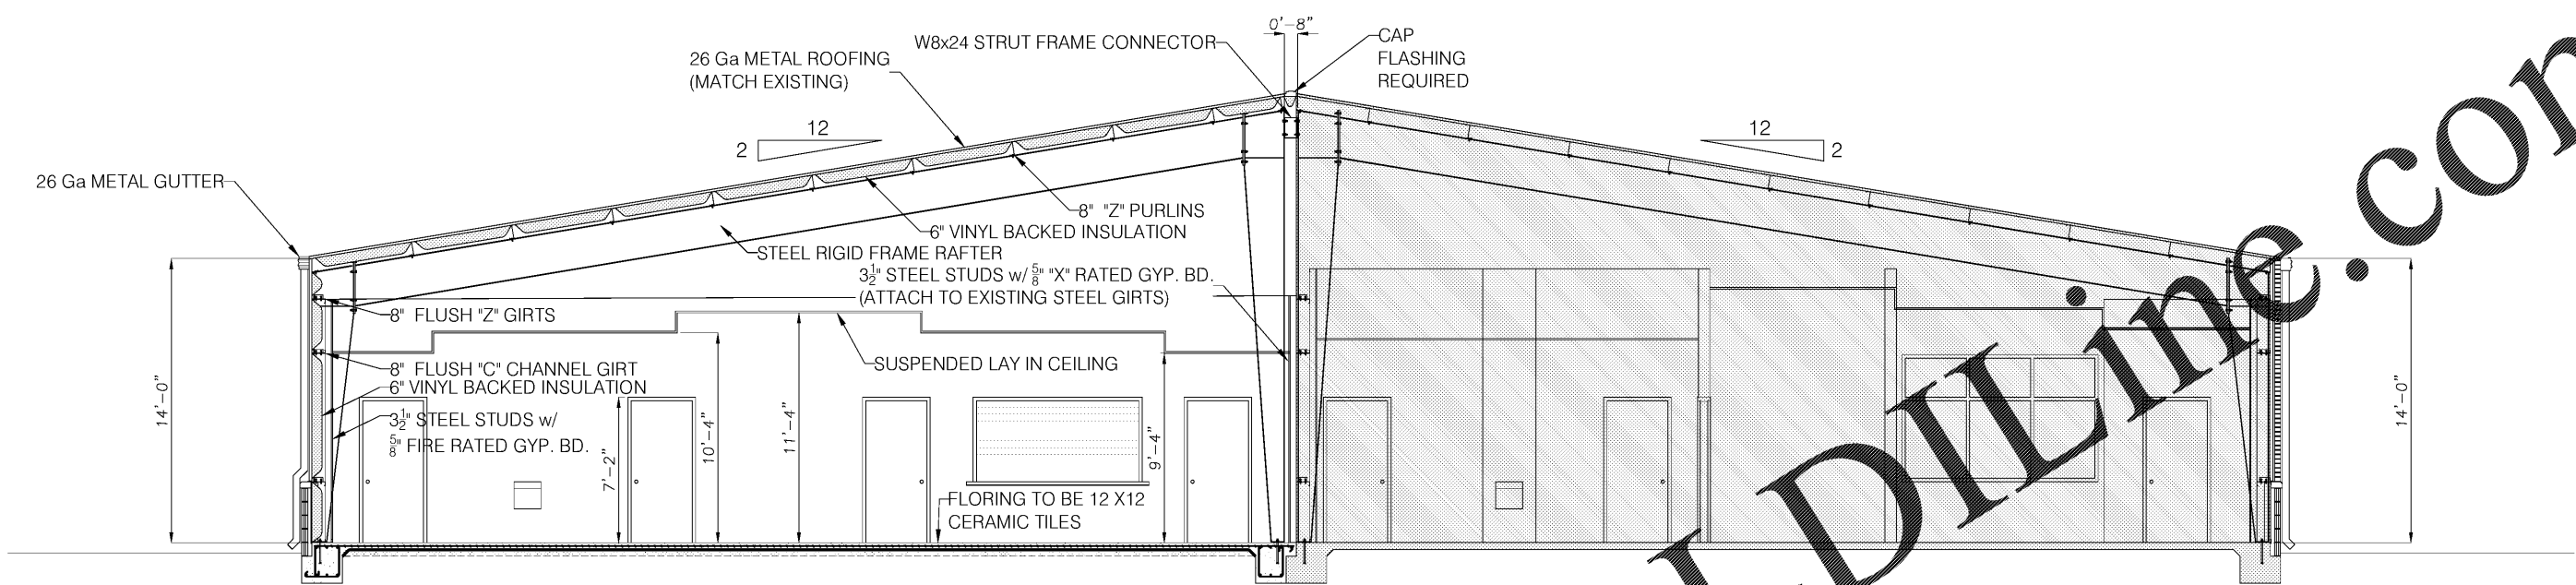 0'-8"
W8x24 STRUT FRAME CONNECTOR
CAP
FLASHING
REQUIRED
26 Ga METAL ROOFING
(MATCH EXISTING)
12
2
12
2
26 Ga METAL GUTTER
8" "Z" PURLINS
6" VINYL BACKED INSULATION
STEEL RIGID FRAME RAFTER
3 1/2" STEEL STUDS w/ 5/8" "X" RATED GYP. BD.
(ATTACH TO EXISTING STEEL GIRTS)
8" FLUSH "Z" GIRTS
SUSPENDED LAY IN CEILING
8" FLUSH "C" CHANNEL GIRT
6" VINYL BACKED INSULATION
3 1/2" STEEL STUDS w/
5/8" FIRE RATED GYP. BD.
14'-0"
7'-2"
10'-4"
11'-4"
9'-4"
14'-0"
FLORING TO BE 12 X12
CERAMIC TILES
DILine.com